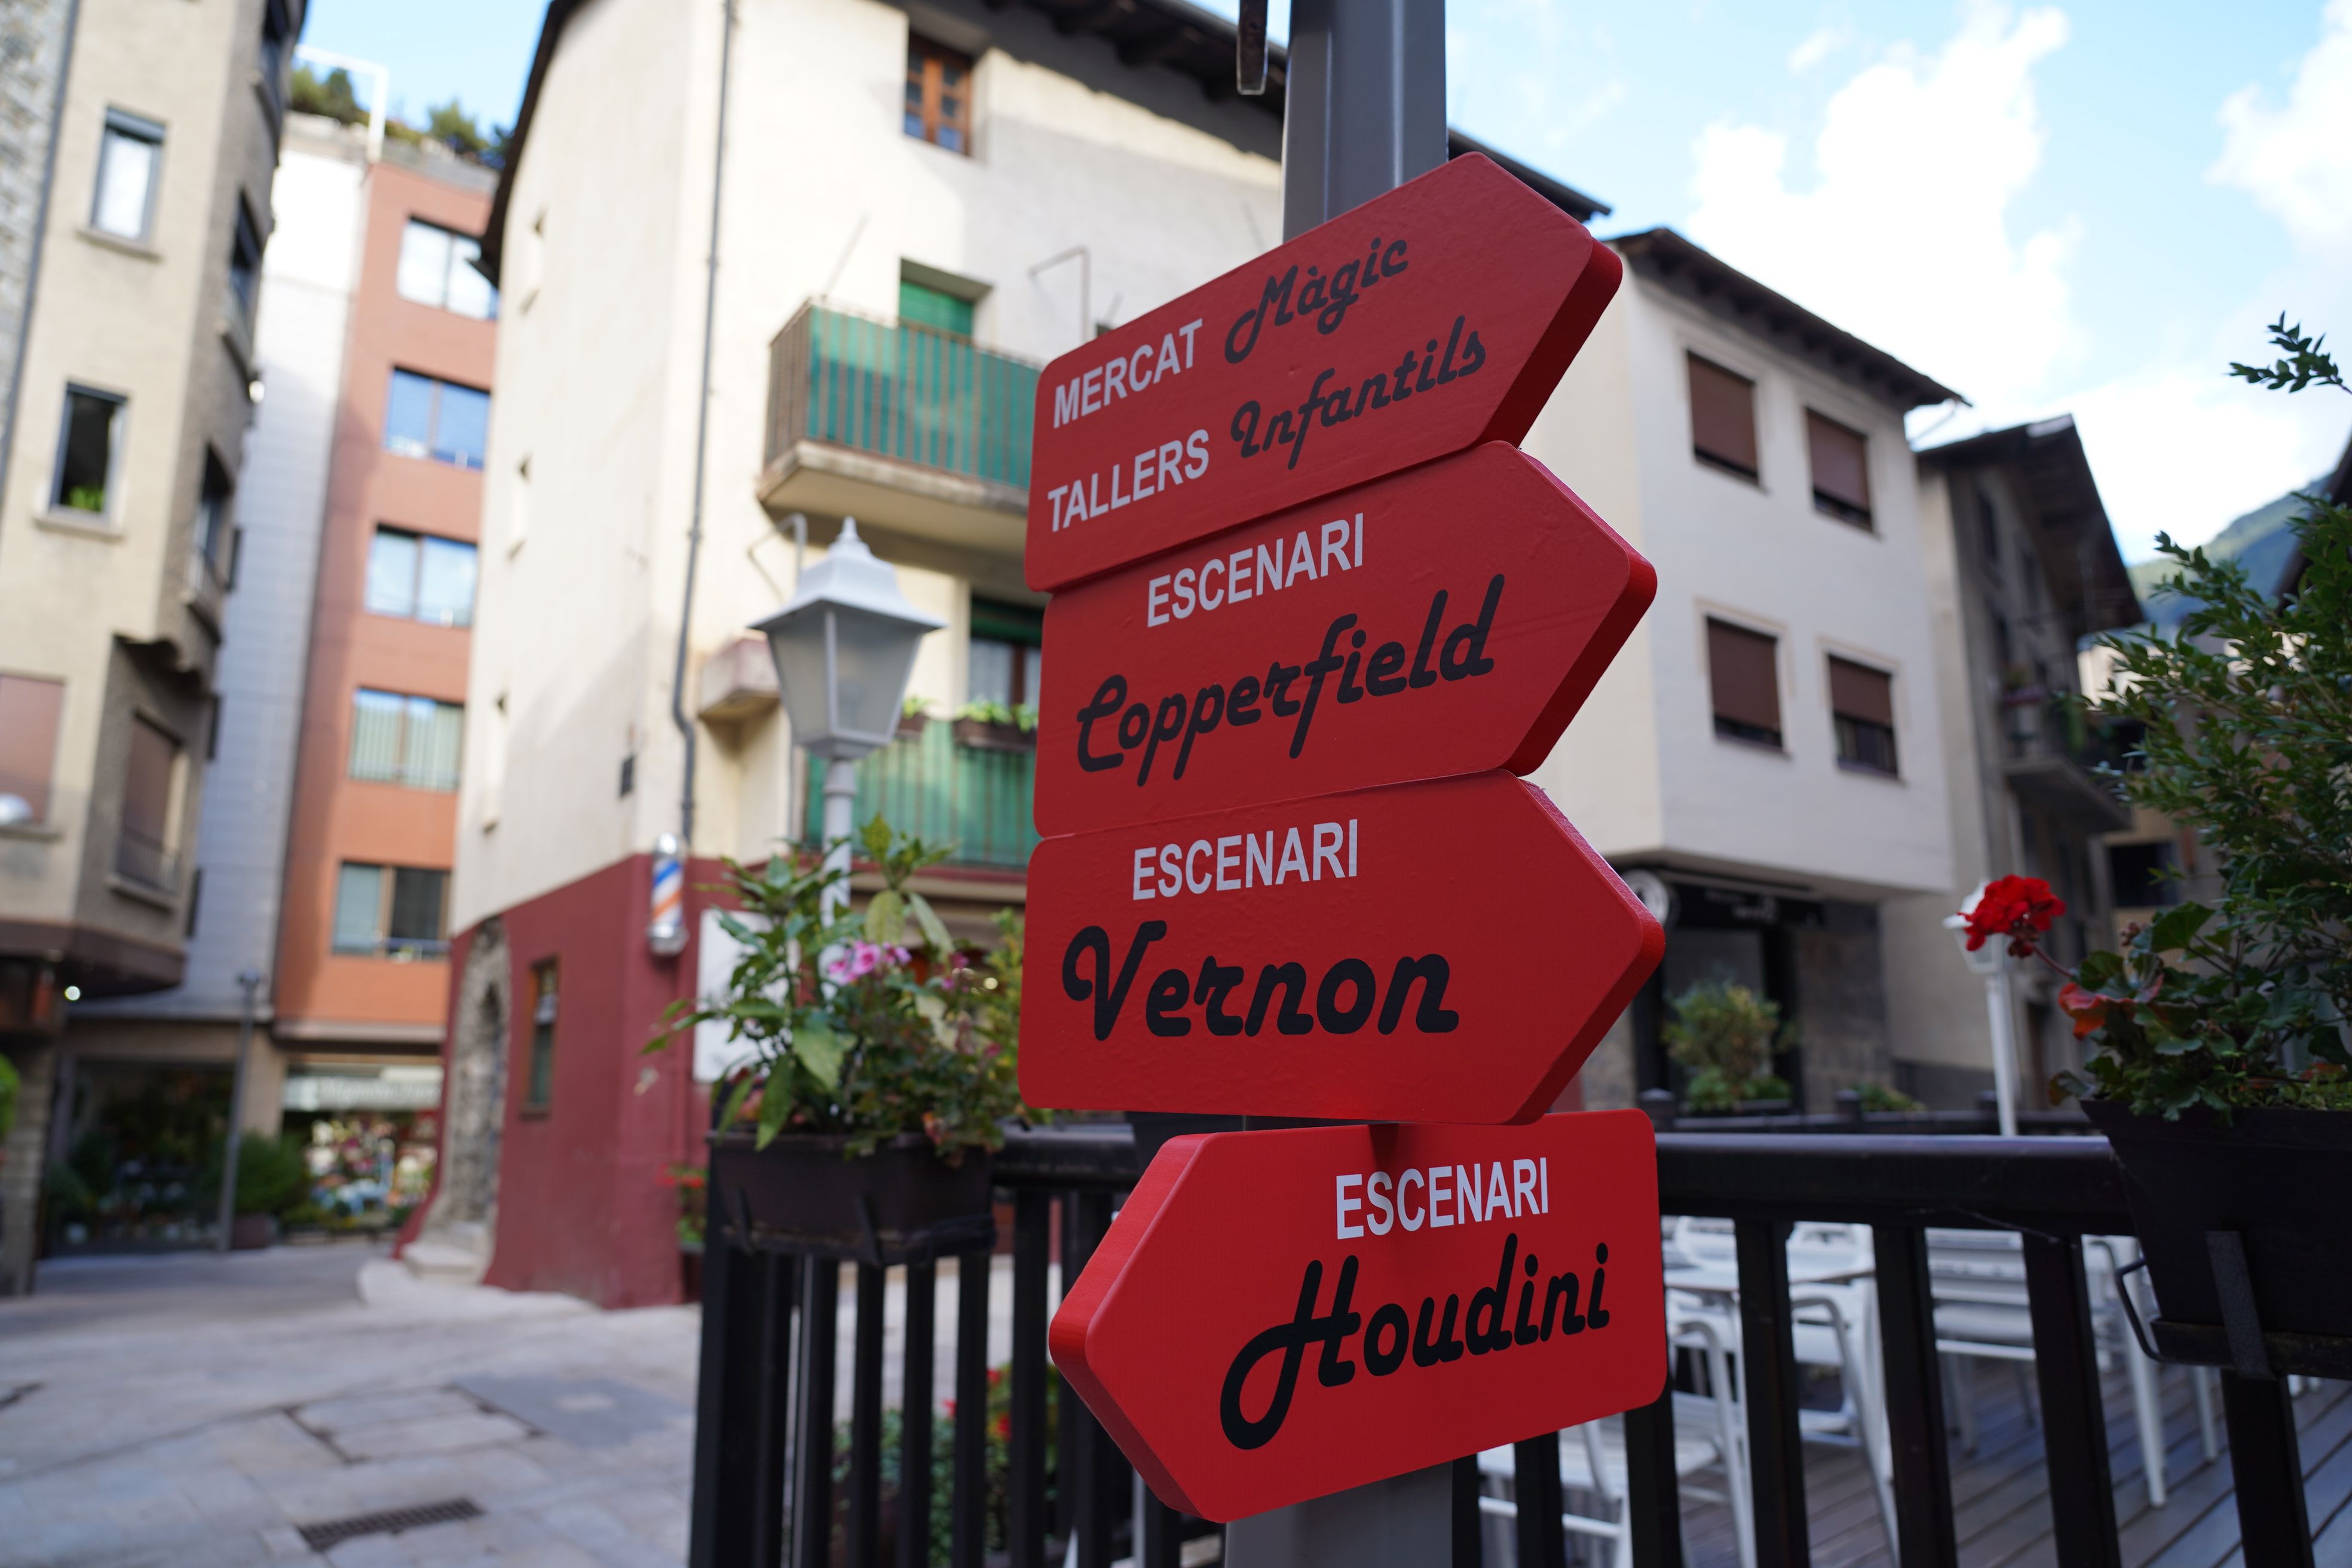 MERCAT Màgic
TALLERS Infantils
ESCENARI
Copperfield
ESCENARI
Vernon
ESCENARI
Houdini